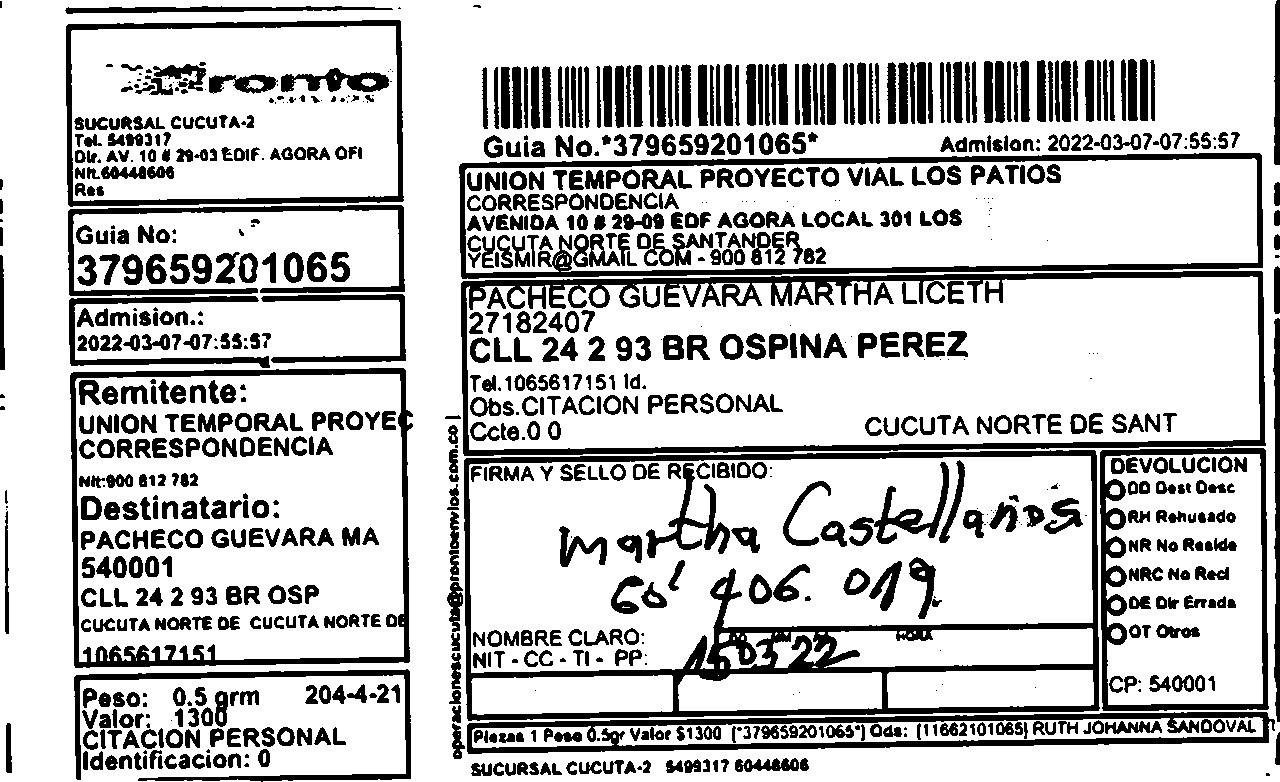 ronto
SUCURSAL CUCUTA-2
Tel. 5499317
Dir. AV. 10 # 29-03 EDIF. AGORA OFI
Nit.60448606
Res
Guia No:
379659201065
Admision.:
2022-03-07-07:55:57
Remitente:
UNION TEMPORAL PROYEC
CORRESPONDENCIA
Nit:900 612 782
Destinatario:
PACHECO GUEVARA MA
540001
CLL 24 2 93 BR OSP
CUCUTA NORTE DE CUCUTA NORTE DE
1065617151
Peso: 0.5 grm 204-4-21
Valor: 1300
CITACION PERSONAL
Identificacion: 0
Guia No.*379659201065* Admision: 2022-03-07-07:55:57
UNION TEMPORAL PROYECTO VIAL LOS PATIOS
CORRESPONDENCIA
AVENIDA 10 # 29-09 EDF AGORA LOCAL 301 LOS
CUCUTA NORTE DE SANTANDER
YEISMIR@GMAIL COM - 900 612 782
PACHECO GUEVARA MARTHA LICETH
27182407
CLL 24 2 93 BR OSPINA PEREZ
Tel.1065617151 Id.
Obs.CITACION PERSONAL
Ccte.0 0 CUCUTA NORTE DE SANT
operacionescucuta@prontoenvios.com.co |
FIRMA Y SELLO DE RECIBIDO:
Martha Castellaños
60' 406. 019.
NOMBRE CLARO:
HORA
NIT - CC - TI - PP:
15 03 22
DEVOLUCION
DD Dest Desc
RH Rehusado
NR No Reside
NRC No Recl
DE Dir Errada
OT Otros
CP: 540001
Piezas 1 Peso 0.5gr Valor $1300 [*379659201065*] Ods: [11662101065] RUTH JOHANNA SANDOVAL
SUCURSAL CUCUTA-2 5499317 60448606